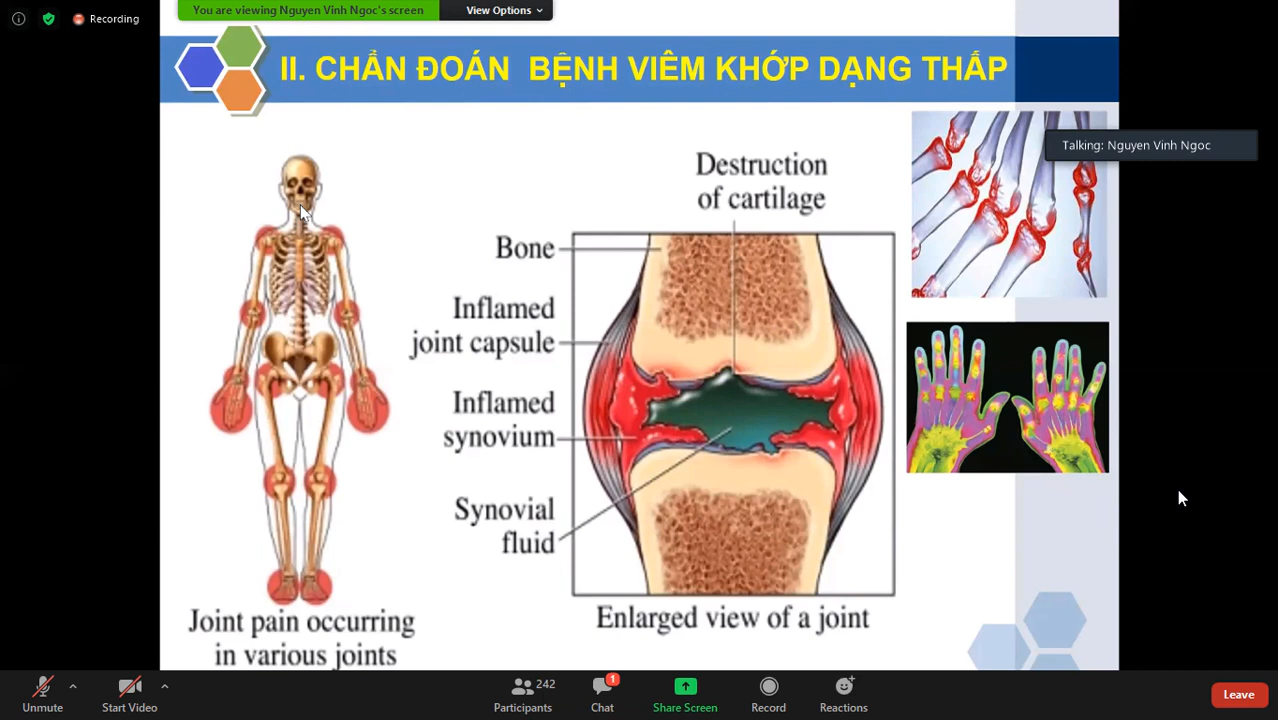 You are viewing Nguyen Vinh Ngoc's screen
View Options
Recording
II. CHẨN ĐOÁN BỆNH VIÊM KHỚP DẠNG THẤP
Talking: Nguyen Vinh Ngoc
Destruction
of cartilage
Bone
Inflamed
joint capsule
Inflamed
synovium
Synovial
fluid
Joint pain occurring
in various joints
Enlarged view of a joint
Unmute
Start Video
242
Participants
1
Chat
Share Screen
Record
Reactions
Leave